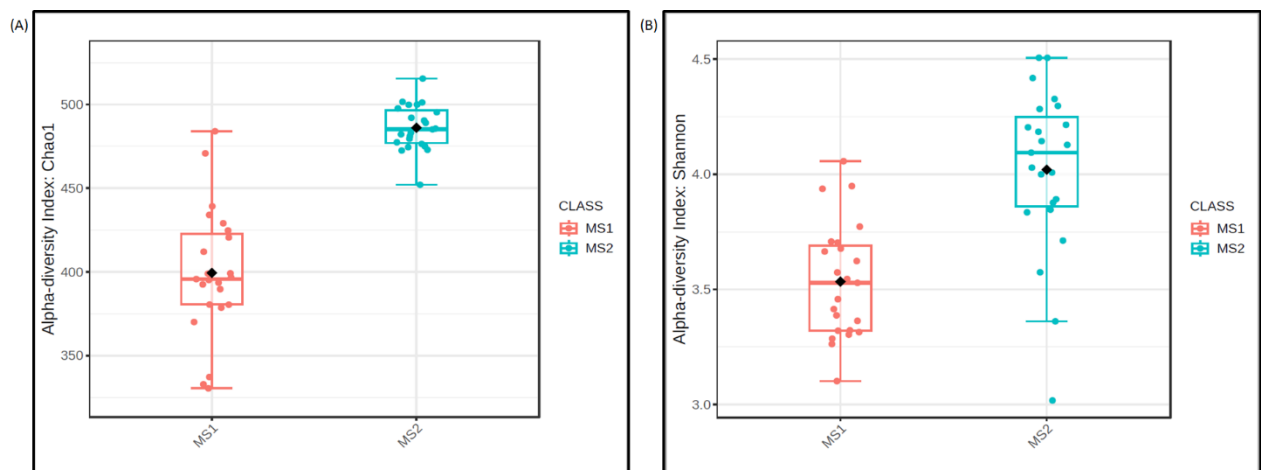 (A)
Alpha-diversity Index: Chao1
500
450
400
350
MS1
MS2
CLASS
MS1
MS2
(B)
Alpha-diversity Index: Shannon
4.5
4.0
3.5
3.0
MS1
MS2
CLASS
MS1
MS2